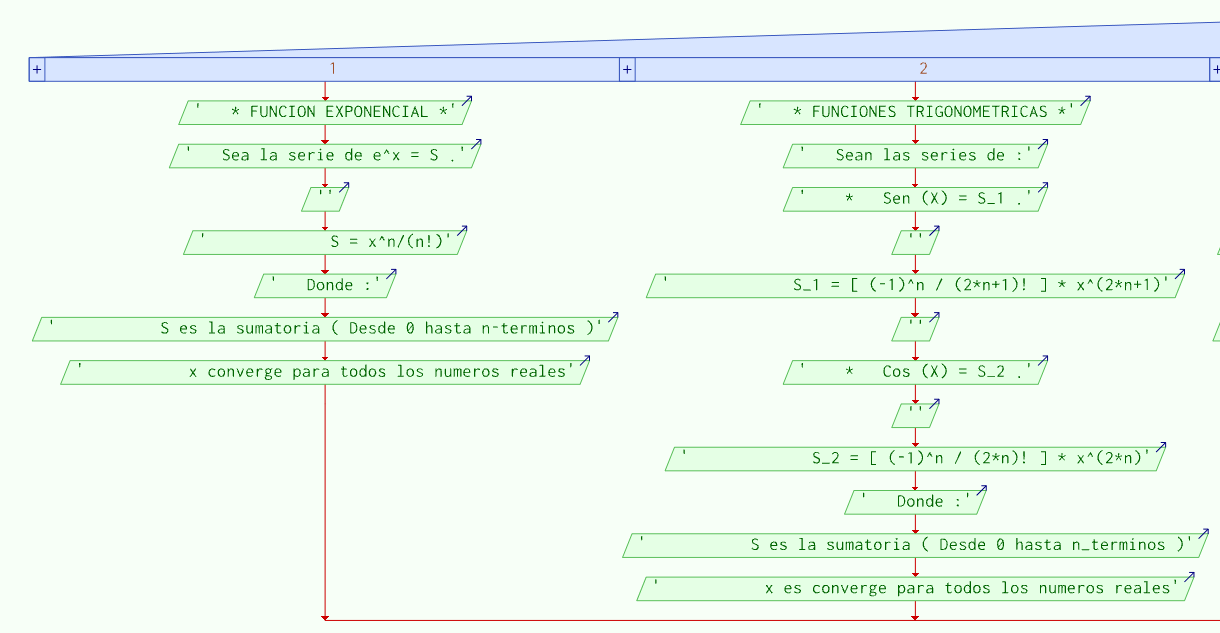 + 1 + 2 +
'   * FUNCION EXPONENCIAL *'
'   Sea la serie de e^x = S .'
''
'             S = x^n/(n!)'
'   Donde :'
'           S es la sumatoria ( Desde 0 hasta n-terminos )'
'           x converge para todos los numeros reales'
'   * FUNCIONES TRIGONOMETRICAS *'
'   Sean las series de :'
'    *   Sen (X) = S_1 .'
''
'             S_1 = [ (-1)^n / (2*n+1)! ] * x^(2*n+1)'
''
'    *   Cos (X) = S_2 .'
''
'             S_2 = [ (-1)^n / (2*n)! ] * x^(2*n)'
'   Donde :'
'           S es la sumatoria ( Desde 0 hasta n_terminos )'
'           x es converge para todos los numeros reales'